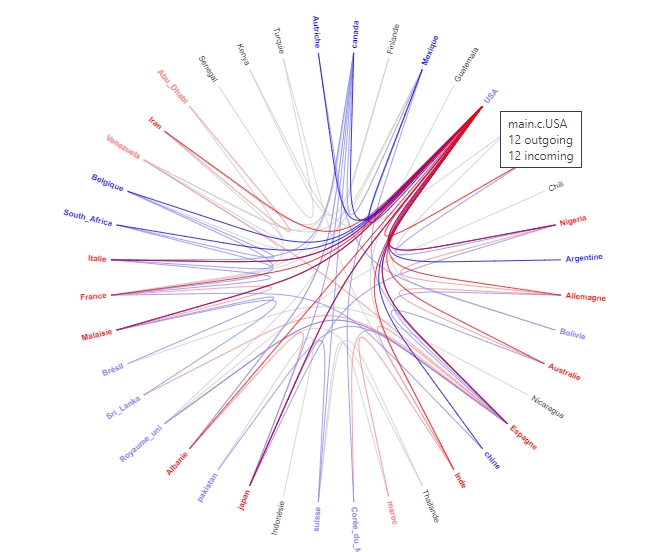 Autriche
canada
Finlande
Mexique
Guatemala
USA
main.c.USA
12 outgoing
12 incoming
Chili
Nigeria
Argentine
Allemagne
Bolivie
Australie
Nicaragua
Espagne
chine
Inde
Thaïlande
maroc
Corée_du_N
suisse
Indonésie
japan
pakistan
Albanie
Royaume_uni
Sri_Lanka
Brésil
Malaisie
France
Italie
South_Africa
Belgique
Venezuela
Iran
Abu_Dhabi
Senegal
Kenya
Turquie